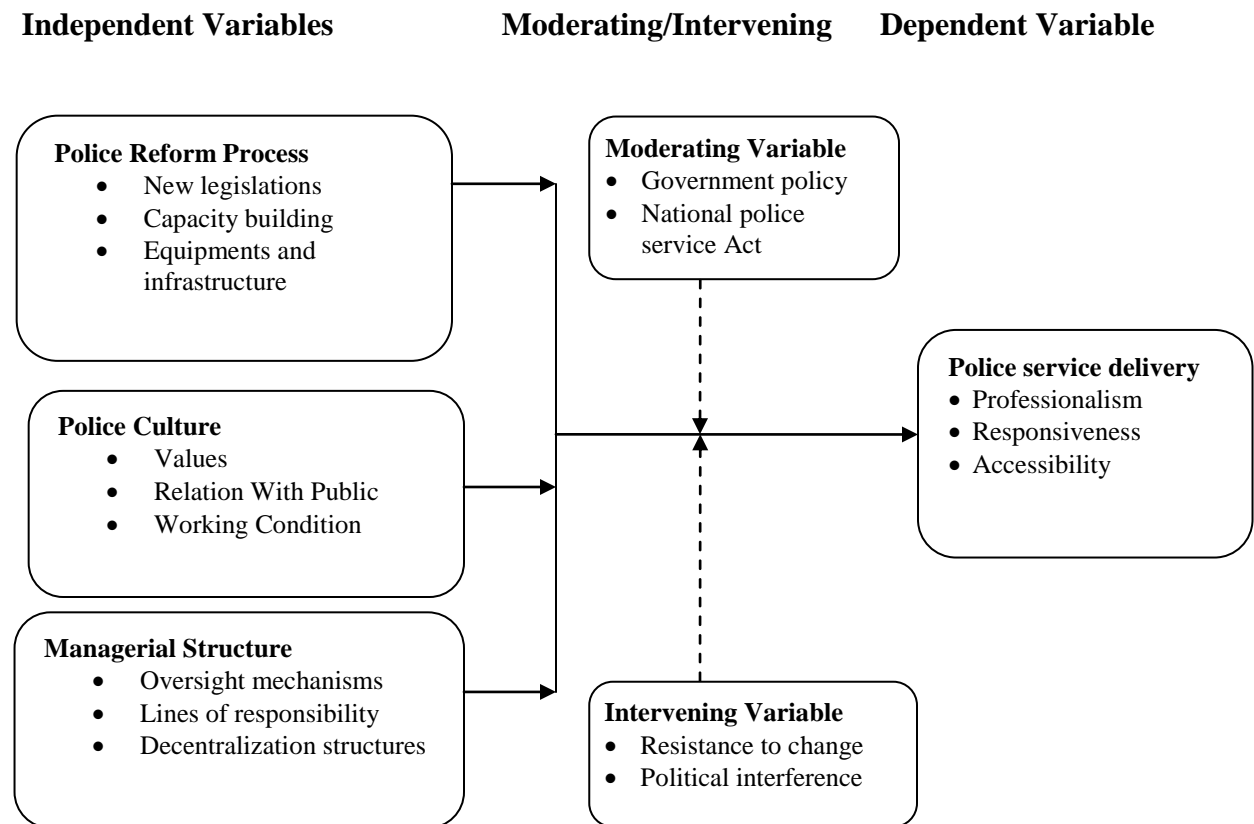 Independent Variables
Moderating/Intervening
Dependent Variable
Police Reform Process
• New legislations
• Capacity building
• Equipments and
infrastructure
Police Culture
• Values
• Relation With Public
• Working Condition
Managerial Structure
• Oversight mechanisms
• Lines of responsibility
• Decentralization structures
Moderating Variable
• Government policy
• National police
service Act
Intervening Variable
• Resistance to change
• Political interference
Police service delivery
• Professionalism
• Responsiveness
• Accessibility